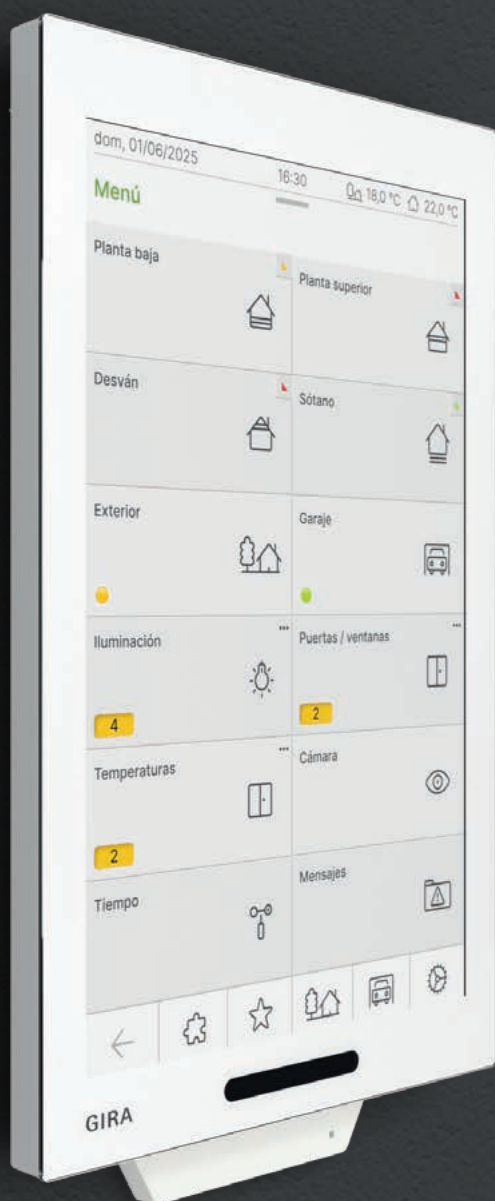 dom, 01/06/2025 16:30 18,0 °C 22,0 °C
Menú
Planta baja
Planta superior
Desván
Sótano
Exterior
Garaje
Iluminación
4
Puertas / ventanas
2
Temperaturas
2
Cámara
Tiempo
Mensajes
GIRA